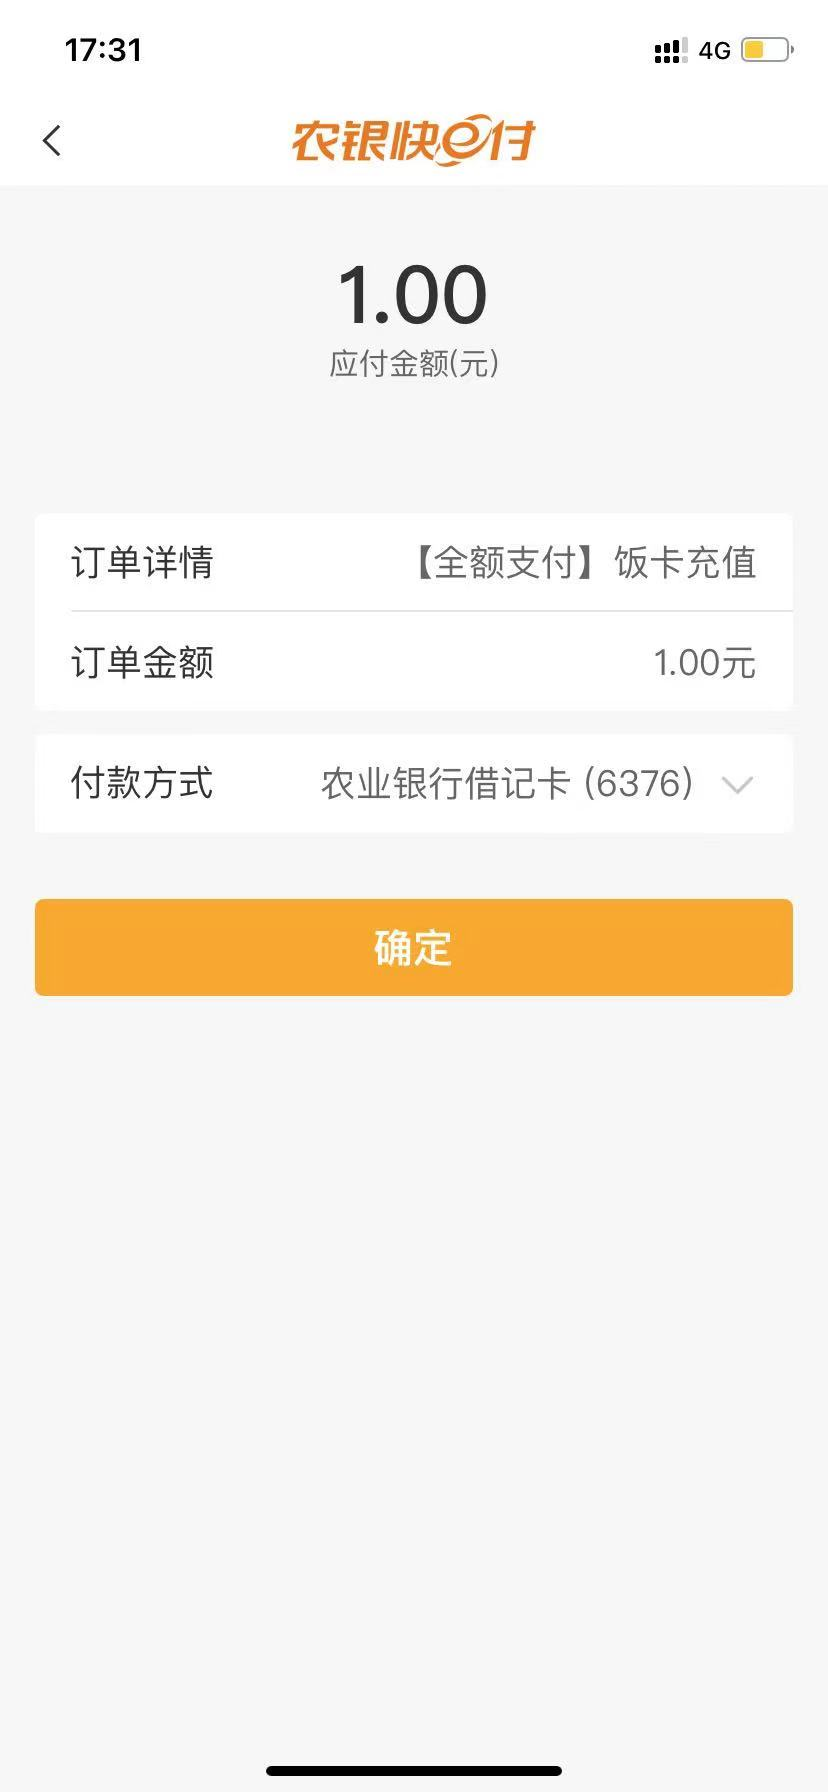 17:31
4G
农银快e付
1.00
应付金额(元)
订单详情 【全额支付】饭卡充值
订单金额 1.00元
付款方式 农业银行借记卡 (6376)
确定